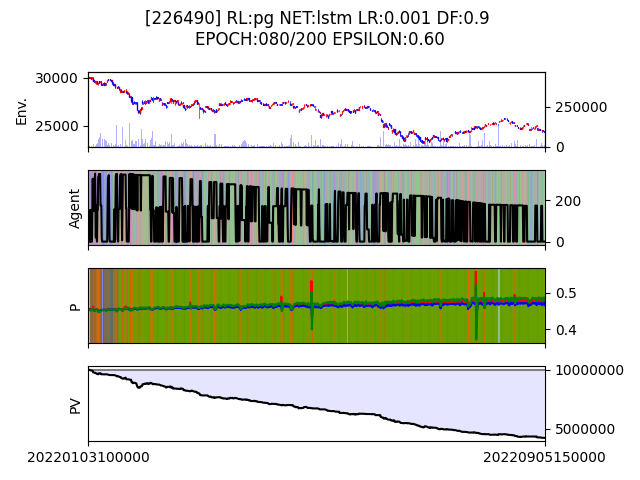 [226490] RL:pg NET:lstm LR:0.001 DF:0.9
EPOCH:080/200 EPSILON:0.60
30000
25000
Env.
250000
0
Agent
200
0
P
0.5
0.4
PV
10000000
5000000
20220103100000
20220905150000